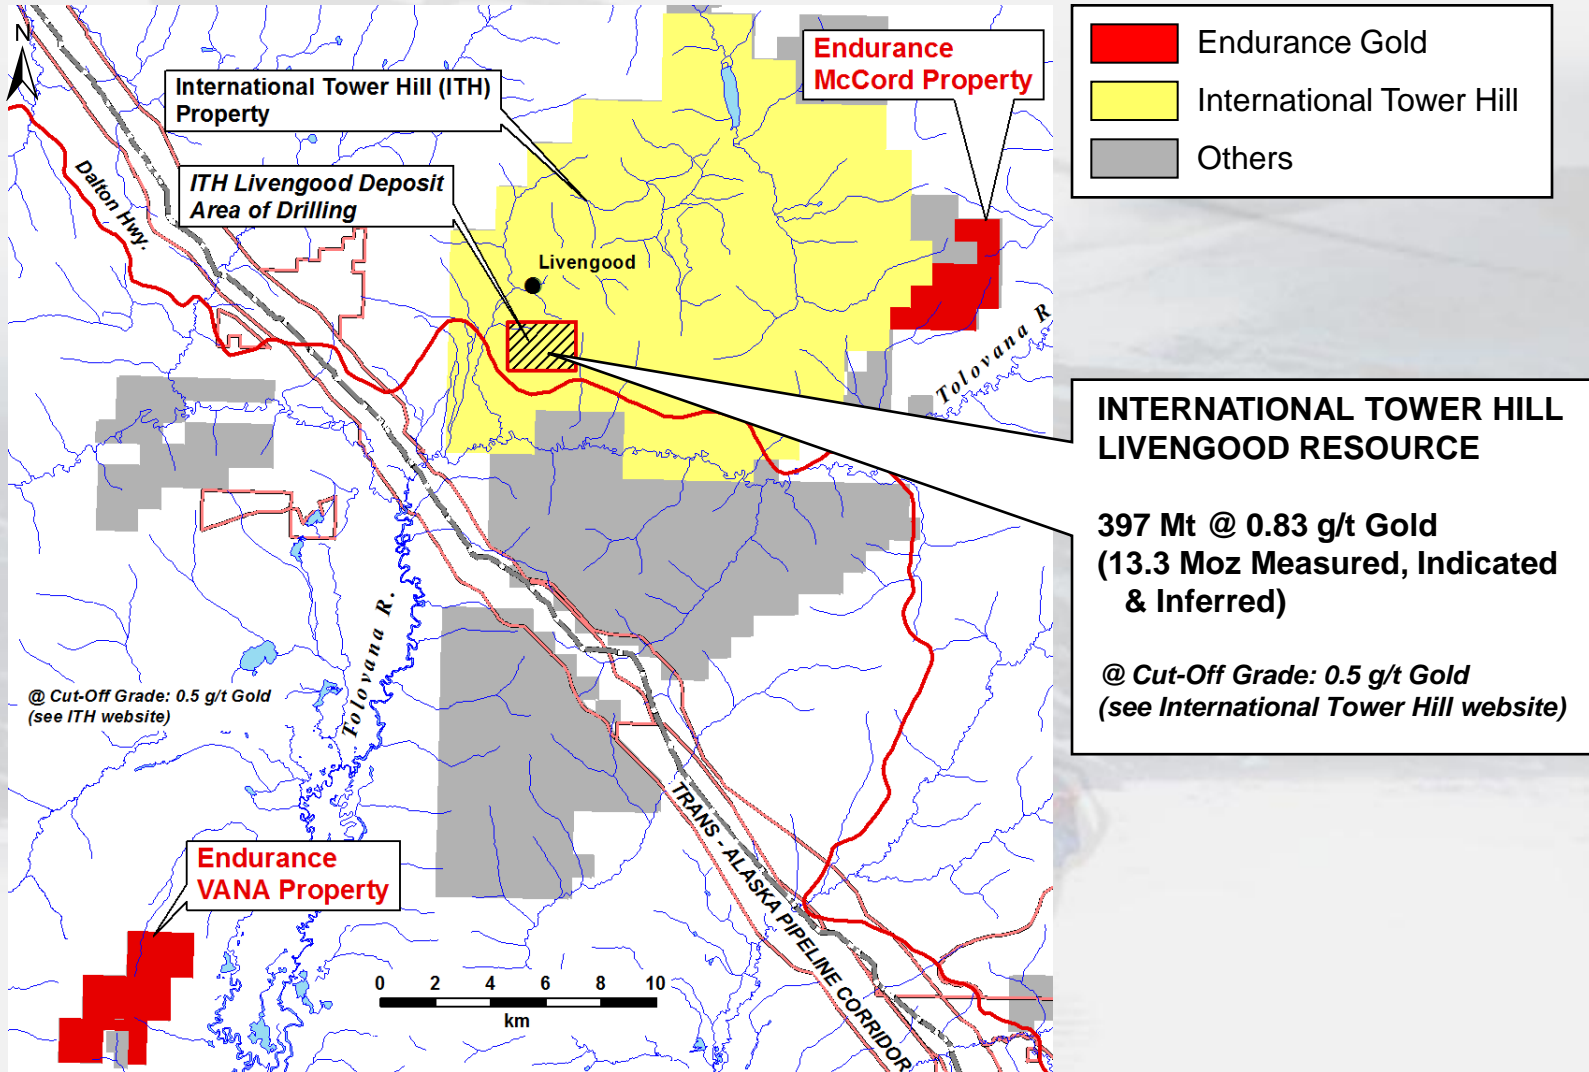 N
International Tower Hill (ITH)
Property
ITH Livengood Deposit
Area of Drilling
Dalton Hwy.
Livengood
Endurance
McCord Property
Tolovana R
Tolovana R.
@ Cut-Off Grade: 0.5 g/t Gold
(see ITH website)
Endurance
VANA Property
TRANS - ALASKA PIPELINE CORRIDOR
0 2 4 6 8 10
km
Endurance Gold
International Tower Hill
Others
INTERNATIONAL TOWER HILL
LIVENGOOD RESOURCE
397 Mt @ 0.83 g/t Gold
(13.3 Moz Measured, Indicated
& Inferred)
@ Cut-Off Grade: 0.5 g/t Gold
(see International Tower Hill website)